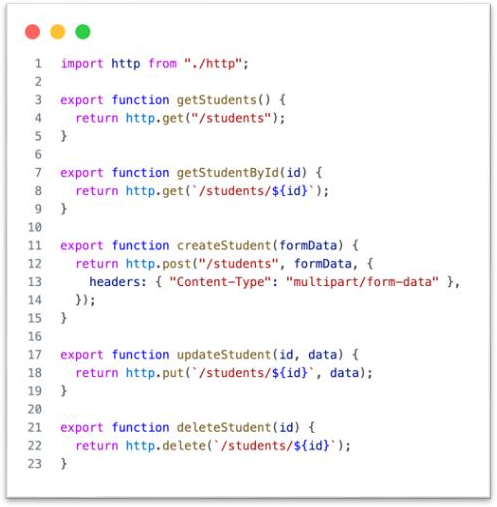 1 import http from "./http";
2
3 export function getStudents() {
4   return http.get("/students");
5 }
6
7 export function getStudentById(id) {
8   return http.get(`/students/${id}`);
9 }
10
11 export function createStudent(formData) {
12   return http.post("/students", formData, {
13     headers: { "Content-Type": "multipart/form-data" },
14   });
15 }
16
17 export function updateStudent(id, data) {
18   return http.put(`/students/${id}`, data);
19 }
20
21 export function deleteStudent(id) {
22   return http.delete(`/students/${id}`);
23 }